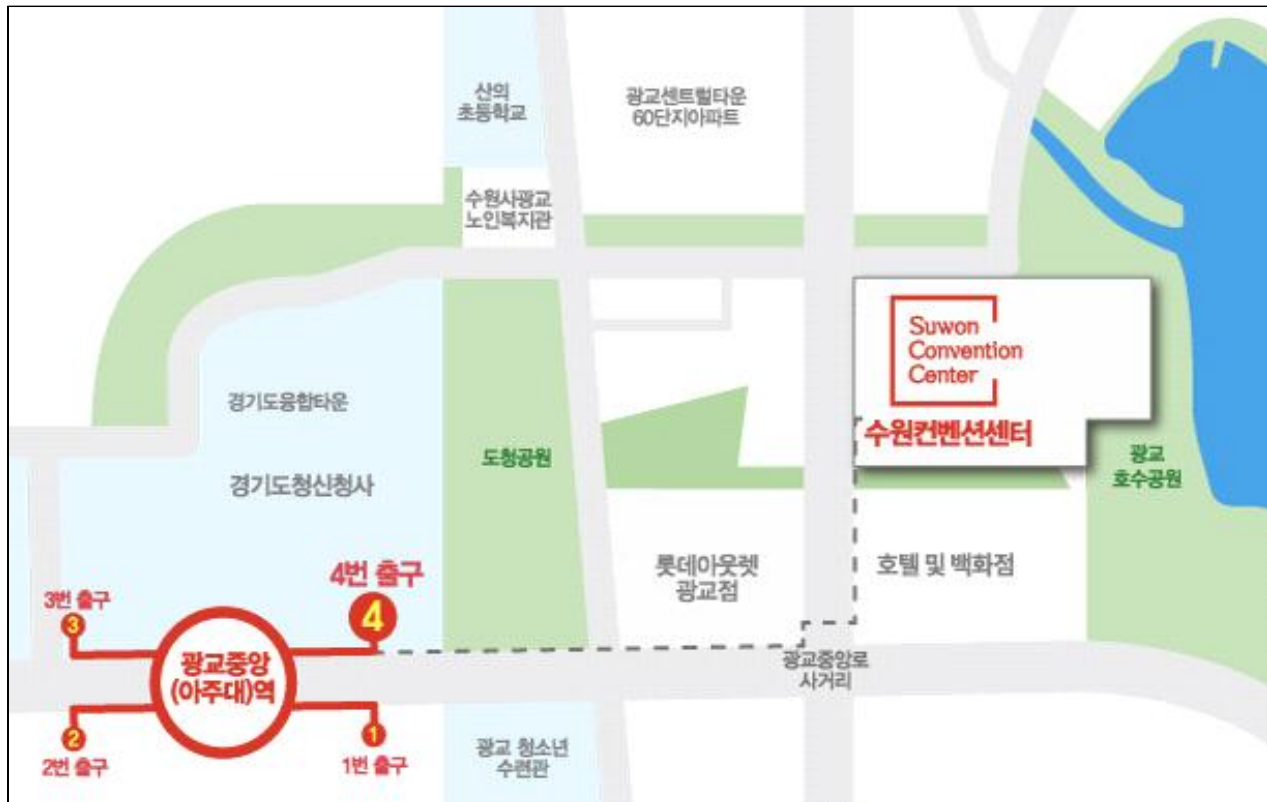 산의
초등학교
광교센트럴타운
60단지아파트
수원시광교
노인복지관
Suwon
Convention
Center
수원컨벤션센터
경기도융합타운
경기도청신청사
도청공원
광교
호수공원
롯데아웃렛
광교점
호텔 및 백화점
4번 출구
4
3번 출구
3
광교중앙
(아주대)역
광교중앙로
사거리
2
2번 출구
1
1번 출구
광교 청소년
수련관